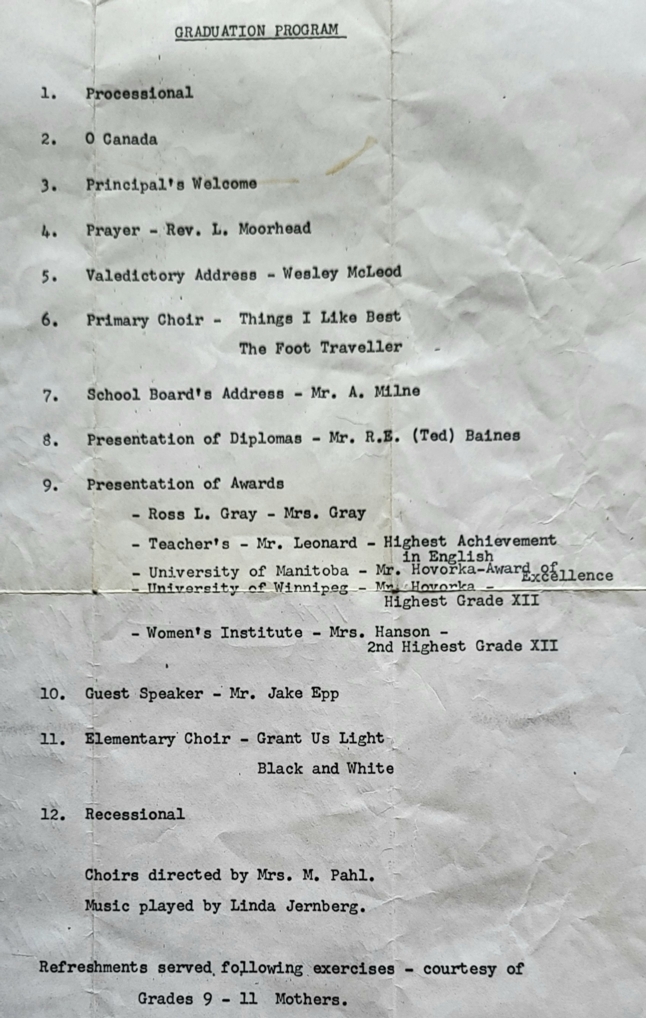 GRADUATION PROGRAM
1. Processional
2. O Canada
3. Principal's Welcome
4. Prayer - Rev. L. Moorhead
5. Valedictory Address - Wesley McLeod
6. Primary Choir - Things I Like Best
The Foot Traveller
7. School Board's Address - Mr. A. Milne
8. Presentation of Diplomas - Mr. R.E. (Ted) Baines
9. Presentation of Awards
- Ross L. Gray - Mrs. Gray
- Teacher's - Mr. Leonard - Highest Achievement
in English
- University of Manitoba - Mr. Hovorka-Award of
Excellence
- University of Winnipeg - Mr. Hovorka -
Highest Grade XII
- Women's Institute - Mrs. Hanson -
2nd Highest Grade XII
10. Guest Speaker - Mr. Jake Epp
11. Elementary Choir - Grant Us Light
Black and White
12. Recessional
Choirs directed by Mrs. M. Pahl.
Music played by Linda Jernberg.
Refreshments served following exercises - courtesy of
Grades 9 - 11 Mothers.